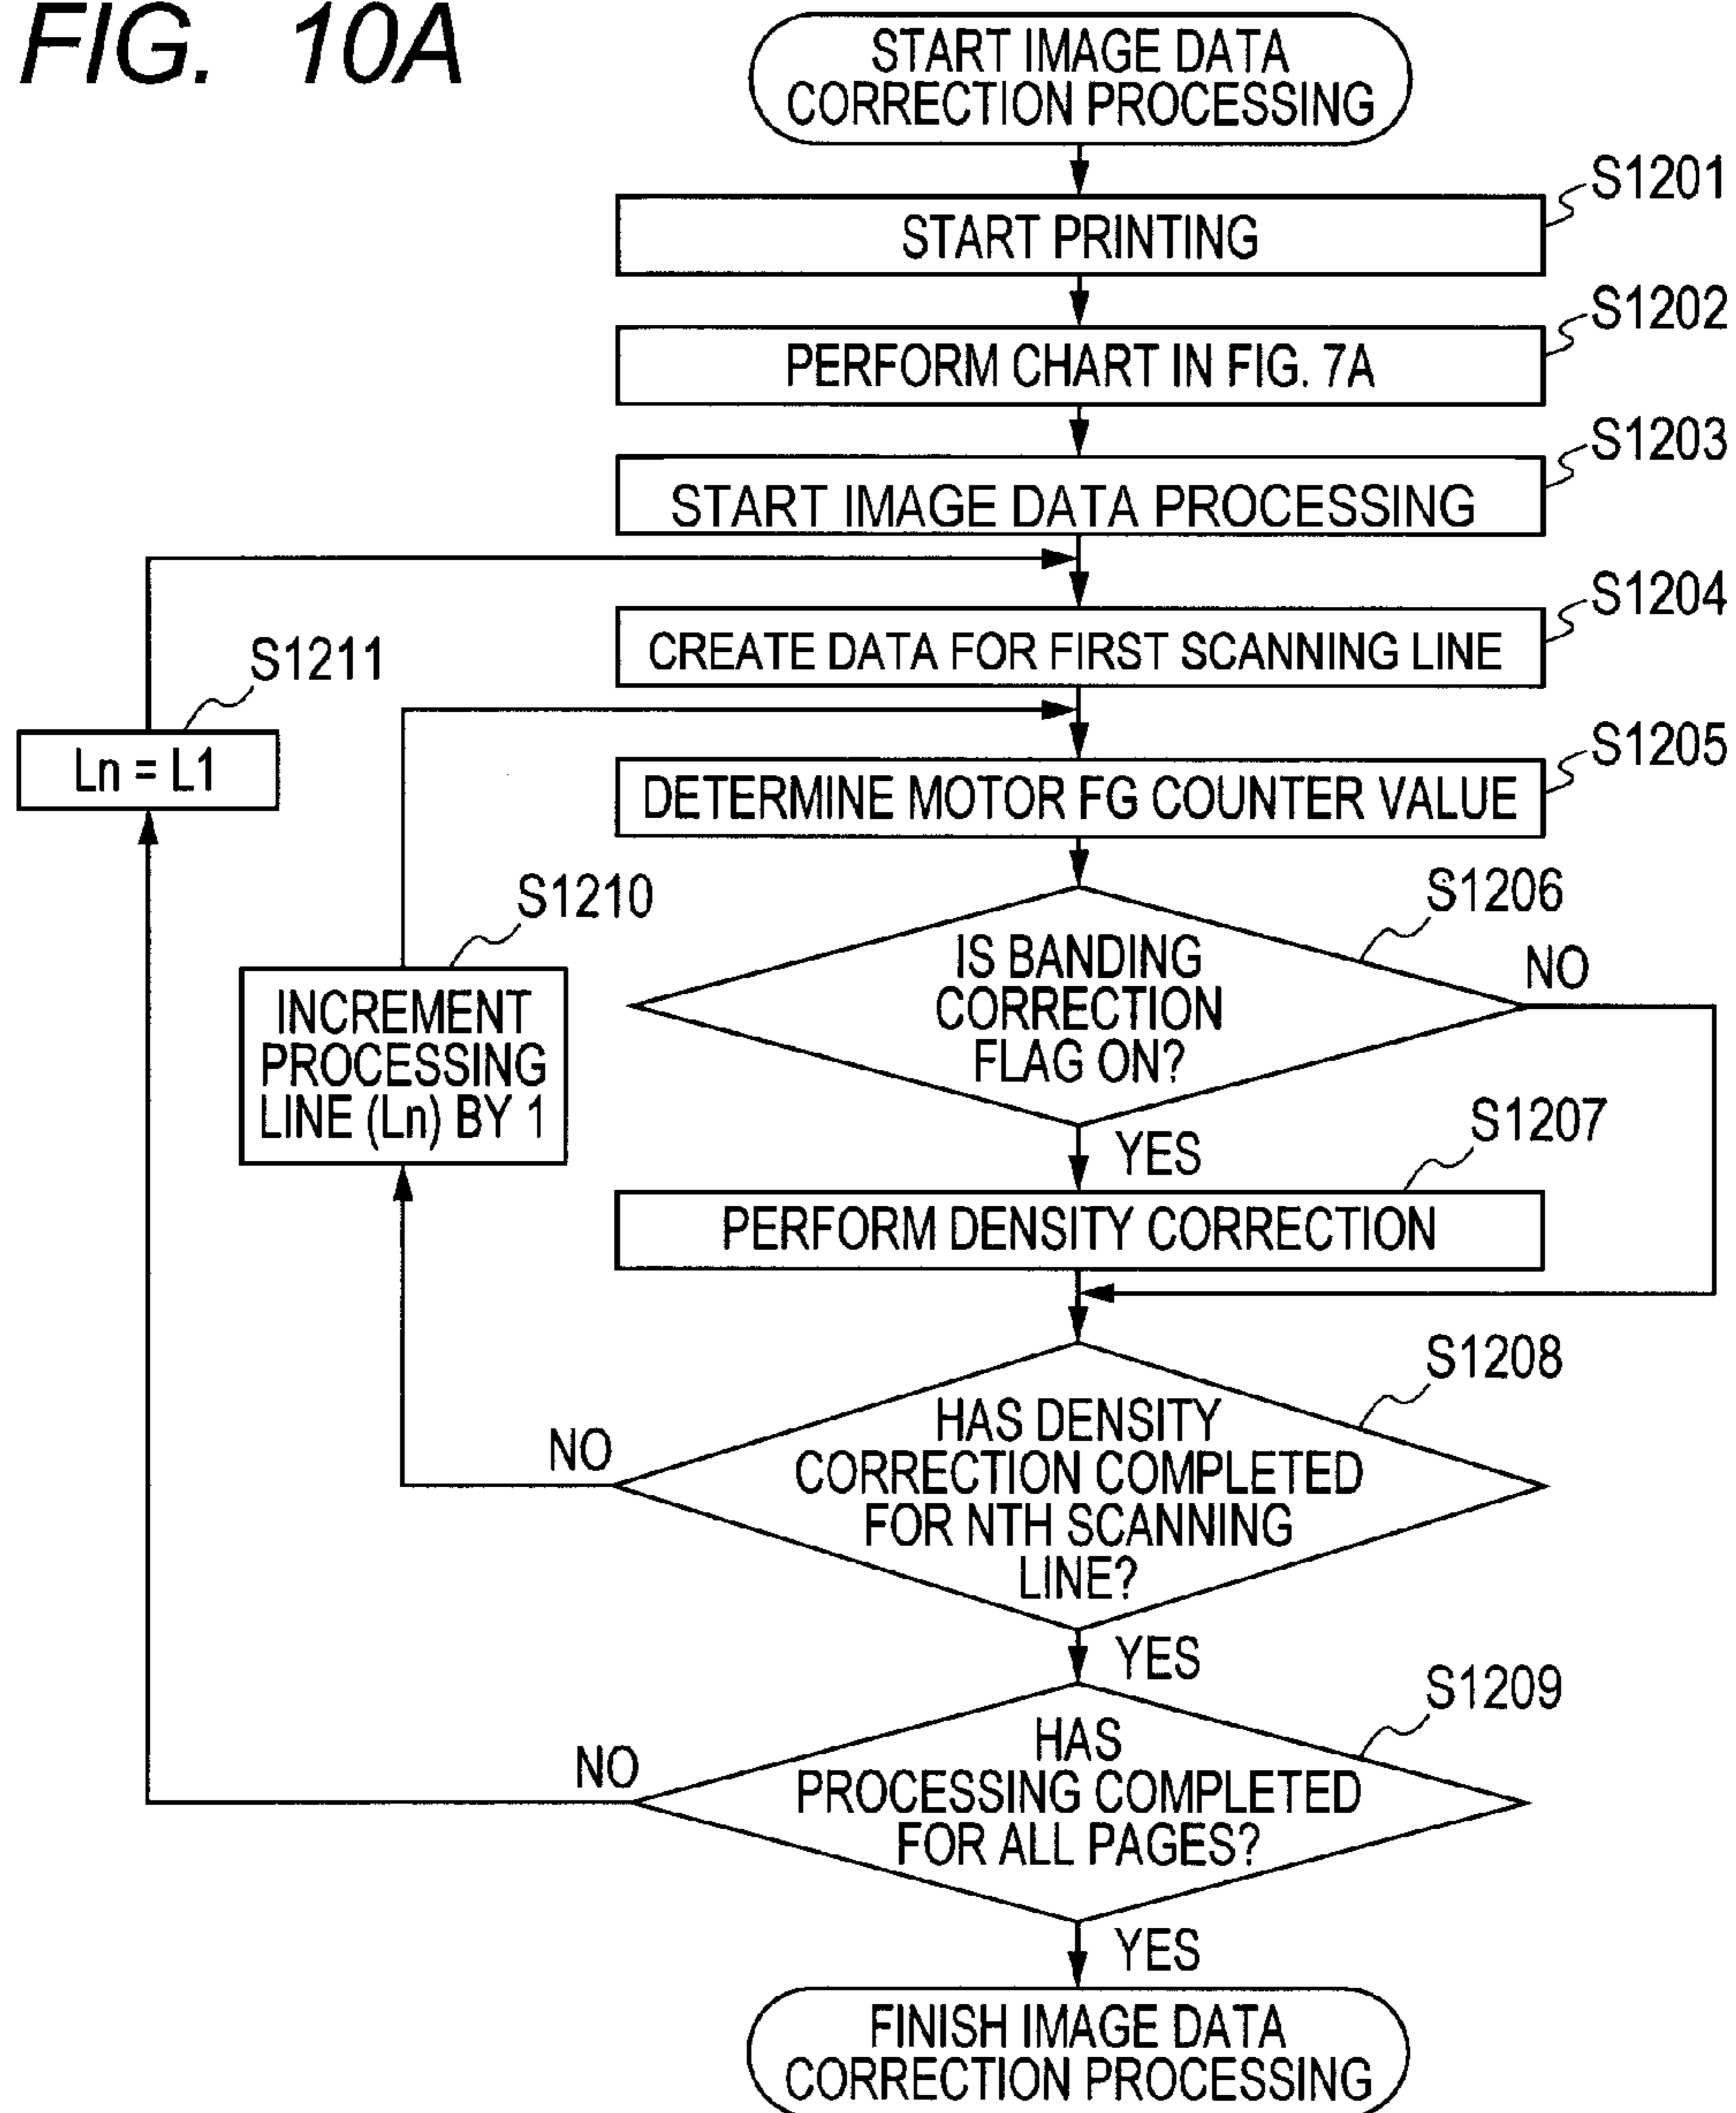 FIG. 10A
START IMAGE DATA
CORRECTION PROCESSING
S1201
START PRINTING
S1202
PERFORM CHART IN FIG. 7A
S1203
START IMAGE DATA PROCESSING
S1204
CREATE DATA FOR FIRST SCANNING LINE
S1211
Ln = L1
S1205
DETERMINE MOTOR FG COUNTER VALUE
S1210
INCREMENT
PROCESSING
LINE (Ln) BY 1
S1206
IS BANDING
CORRECTION
FLAG ON?
NO
YES
S1207
PERFORM DENSITY CORRECTION
S1208
HAS DENSITY
CORRECTION COMPLETED
FOR NTH SCANNING
LINE?
NO
YES
S1209
HAS
PROCESSING COMPLETED
FOR ALL PAGES?
NO
YES
FINISH IMAGE DATA
CORRECTION PROCESSING